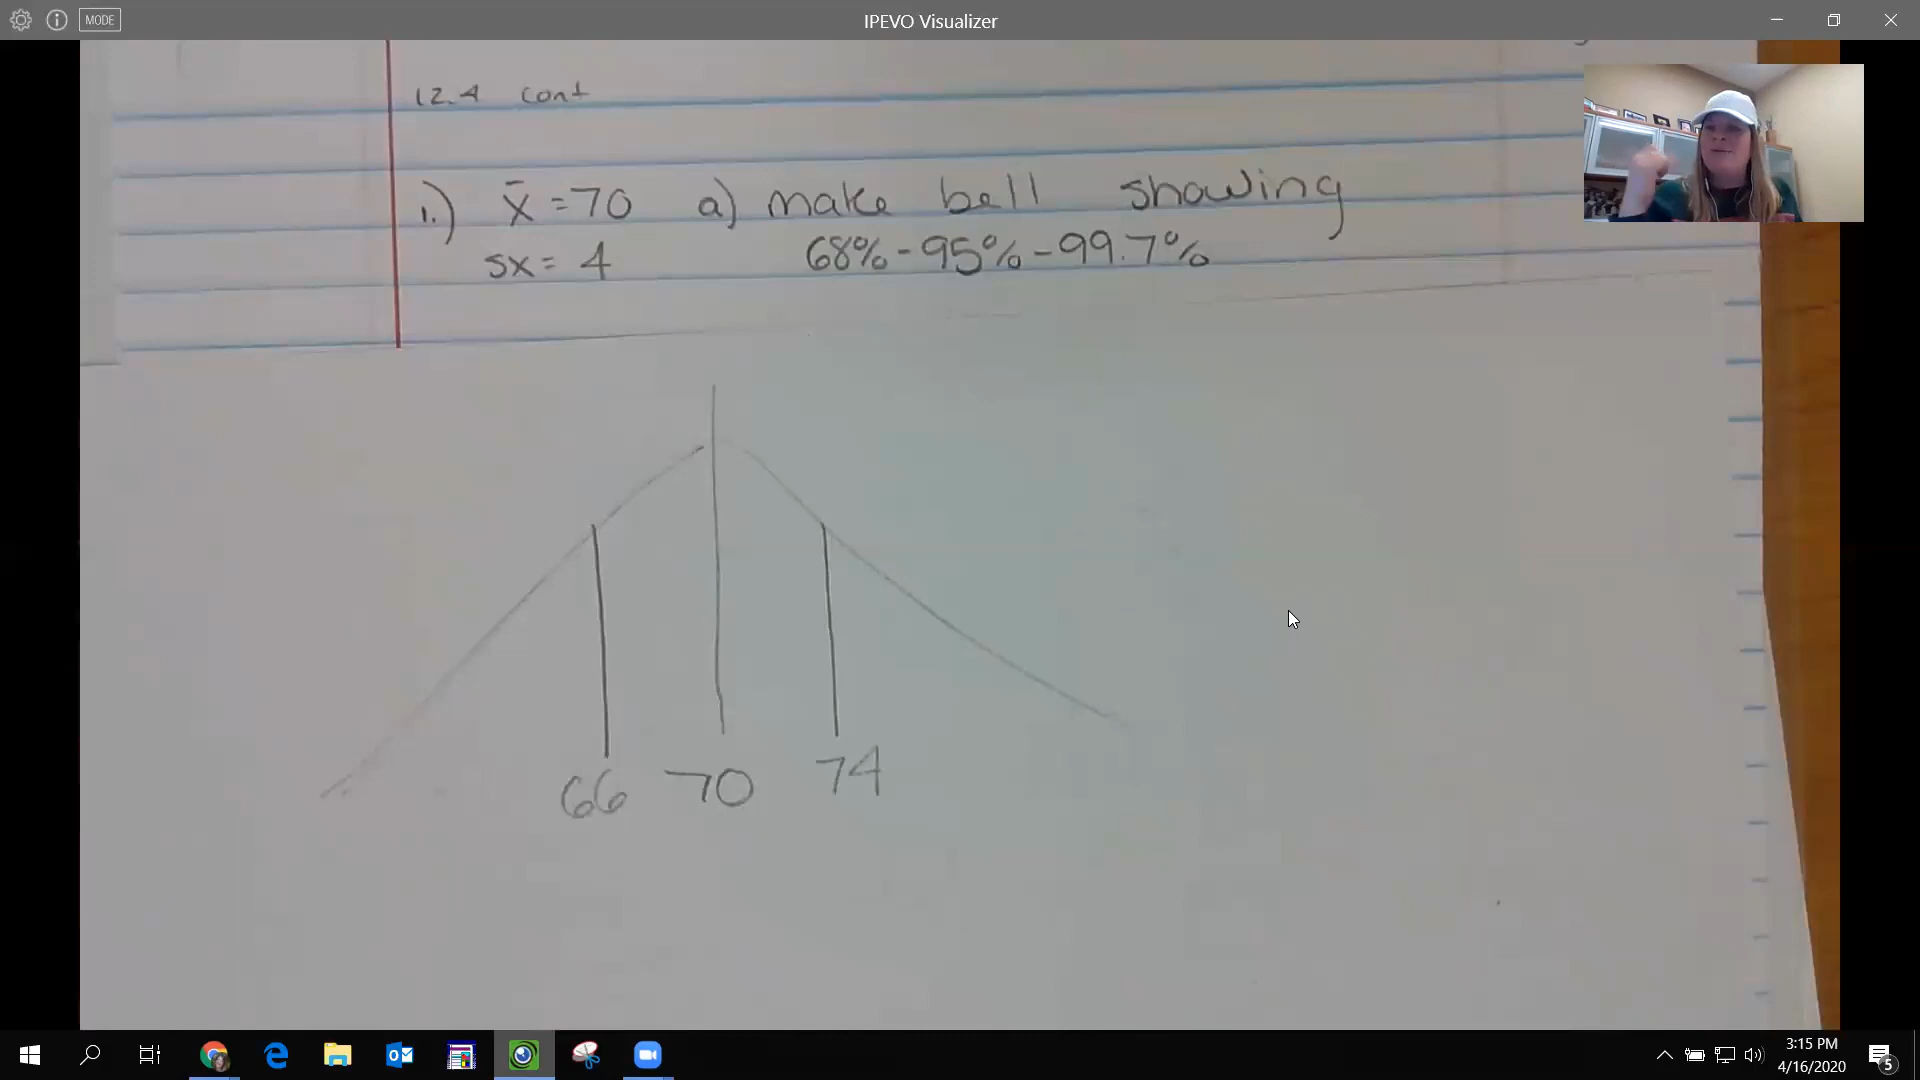 MODE
IPEVO Visualizer
12.4 cont
1.) x̄ = 70 a) make bell showing
sx = 4 68% - 95% - 99.7%
66 70 74
3:15 PM
4/16/2020
5